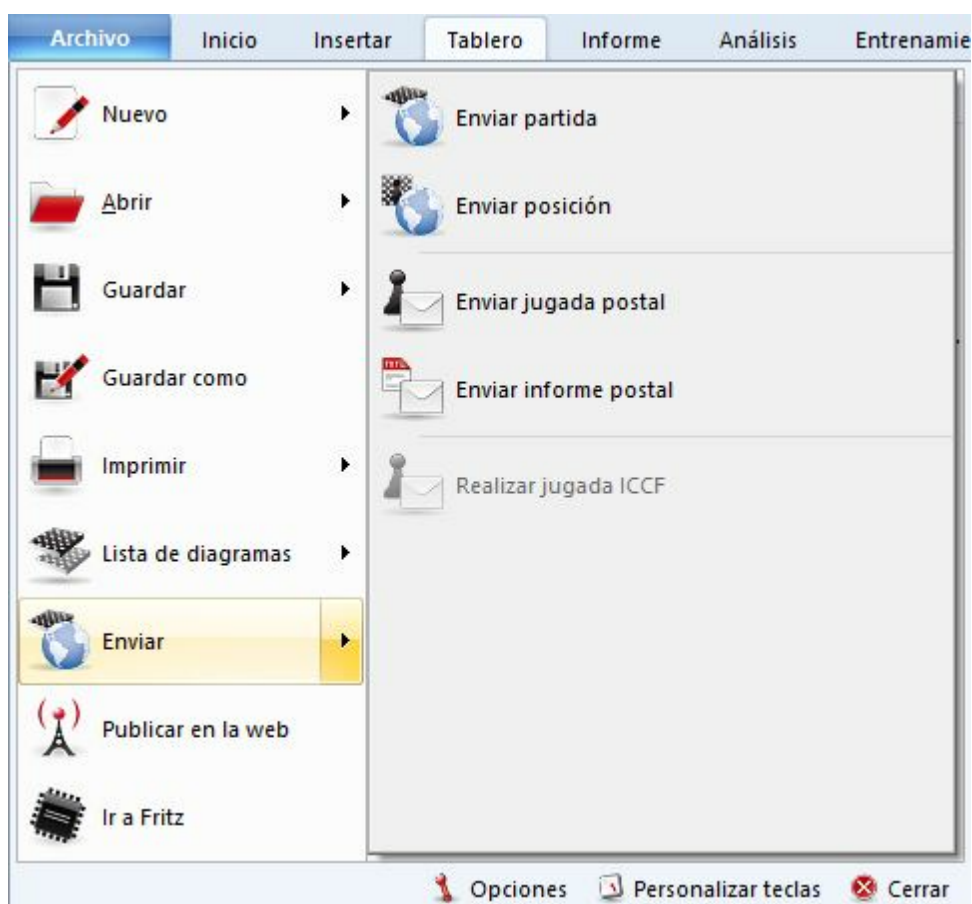 Archivo Inicio Insertar Tablero Informe Análisis
Nuevo
Abrir
Guardar
Guardar como
Imprimir
Lista de diagramas
Enviar
Publicar en la web
Ir a Fritz
Enviar partida
Enviar posición
Enviar jugada postal
Enviar informe postal
Realizar jugada ICCF
Opciones Personalizar teclas Cerrar